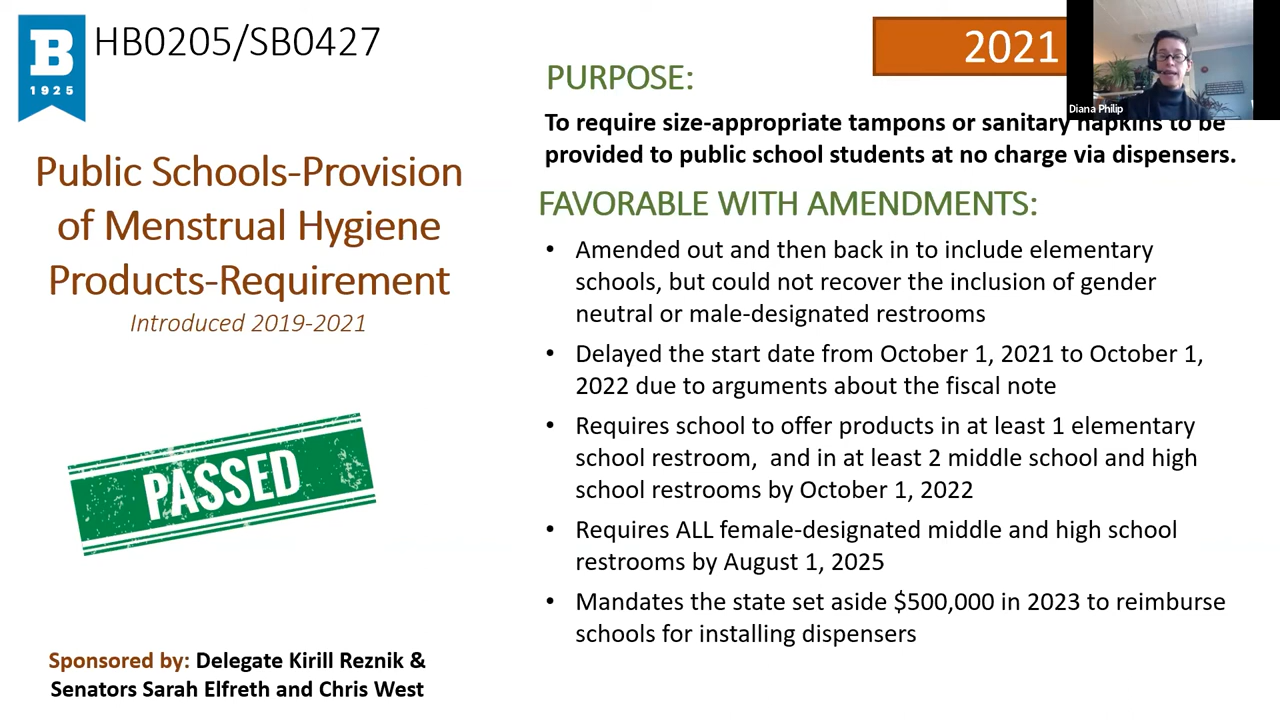 B
1925
HB0205/SB0427
2021
Diana Philip
Public Schools-Provision
of Menstrual Hygiene
Products-Requirement
Introduced 2019-2021
PASSED
Sponsored by: Delegate Kirill Reznik &
Senators Sarah Elfreth and Chris West
PURPOSE:
To require size-appropriate tampons or sanitary napkins to be
provided to public school students at no charge via dispensers.
FAVORABLE WITH AMENDMENTS:
• Amended out and then back in to include elementary
schools, but could not recover the inclusion of gender
neutral or male-designated restrooms
• Delayed the start date from October 1, 2021 to October 1,
2022 due to arguments about the fiscal note
• Requires school to offer products in at least 1 elementary
school restroom,  and in at least 2 middle school and high
school restrooms by October 1, 2022
• Requires ALL female-designated middle and high school
restrooms by August 1, 2025
• Mandates the state set aside $500,000 in 2023 to reimburse
schools for installing dispensers